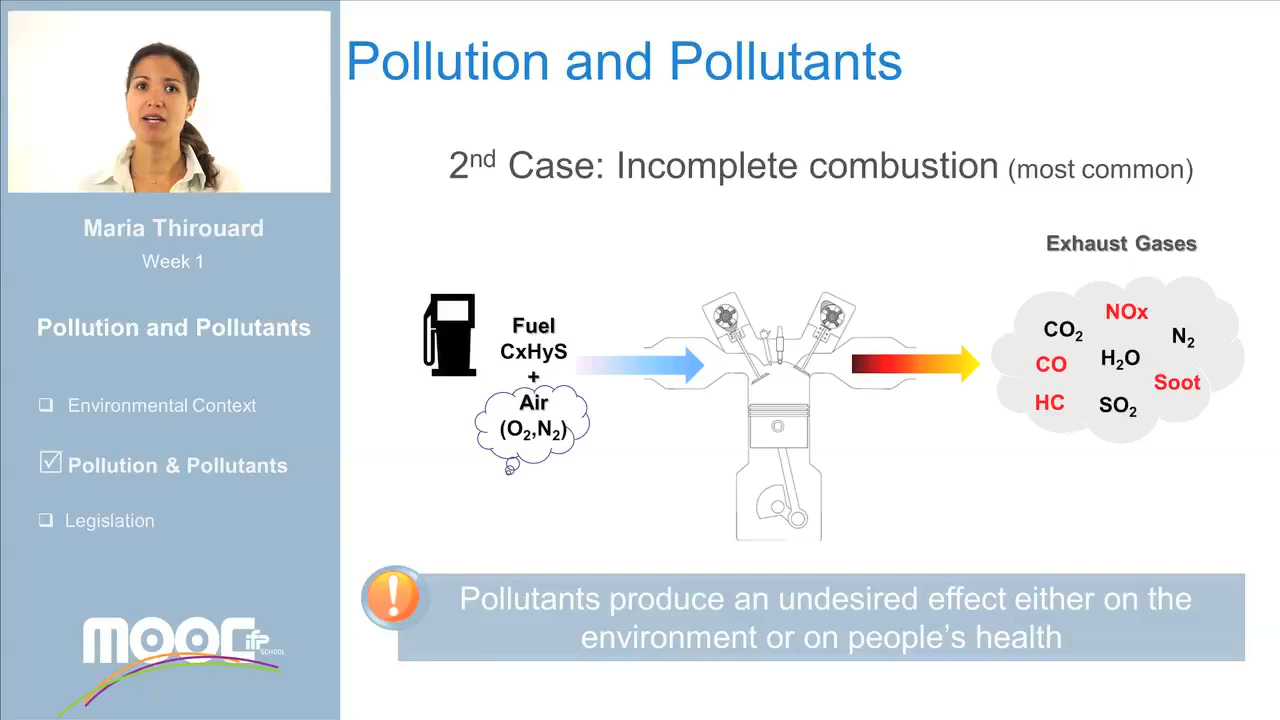 Pollution and Pollutants
2nd Case: Incomplete combustion (most common)
Maria Thirouard
Week 1
Pollution and Pollutants
❑ Environmental Context
☑ Pollution & Pollutants
❑ Legislation
MOOC ifp
SCHOOL
Fuel
CxHyS
+
Air
(O2,N2)
Exhaust Gases
NOx
CO2
N2
CO
H2O
Soot
HC
SO2
!
Pollutants produce an undesired effect either on the
environment or on people’s health